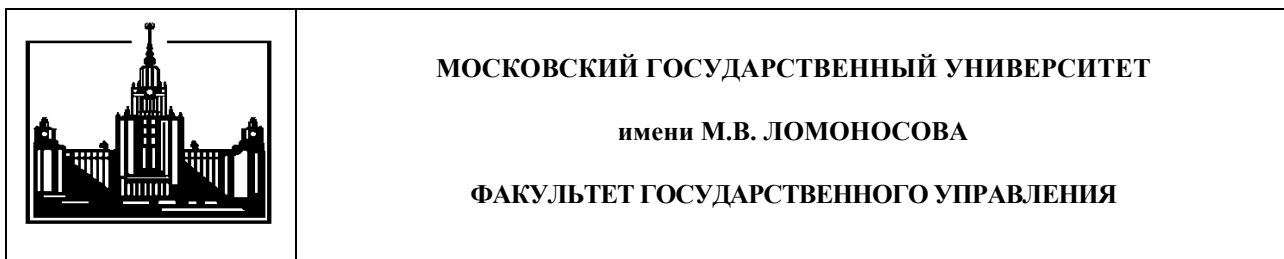 МОСКОВСКИЙ ГОСУДАРСТВЕННЫЙ УНИВЕРСИТЕТ
имени М.В. ЛОМОНОСОВА
ФАКУЛЬТЕТ ГОСУДАРСТВЕННОГО УПРАВЛЕНИЯ